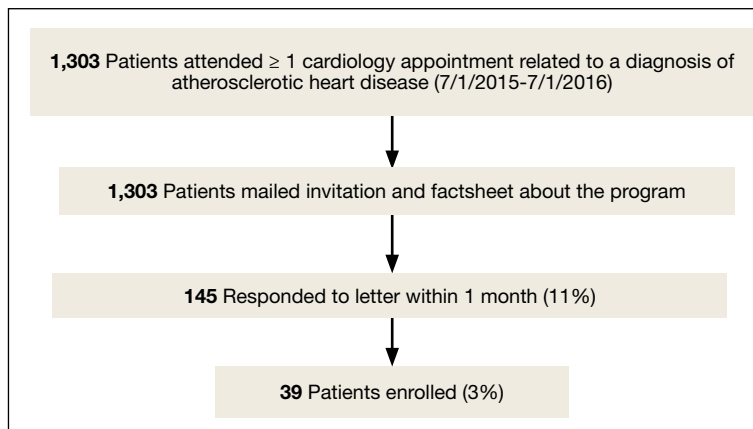 1,303 Patients attended ≥ 1 cardiology appointment related to a diagnosis of
atherosclerotic heart disease (7/1/2015-7/1/2016)
1,303 Patients mailed invitation and factsheet about the program
145 Responded to letter within 1 month (11%)
39 Patients enrolled (3%)